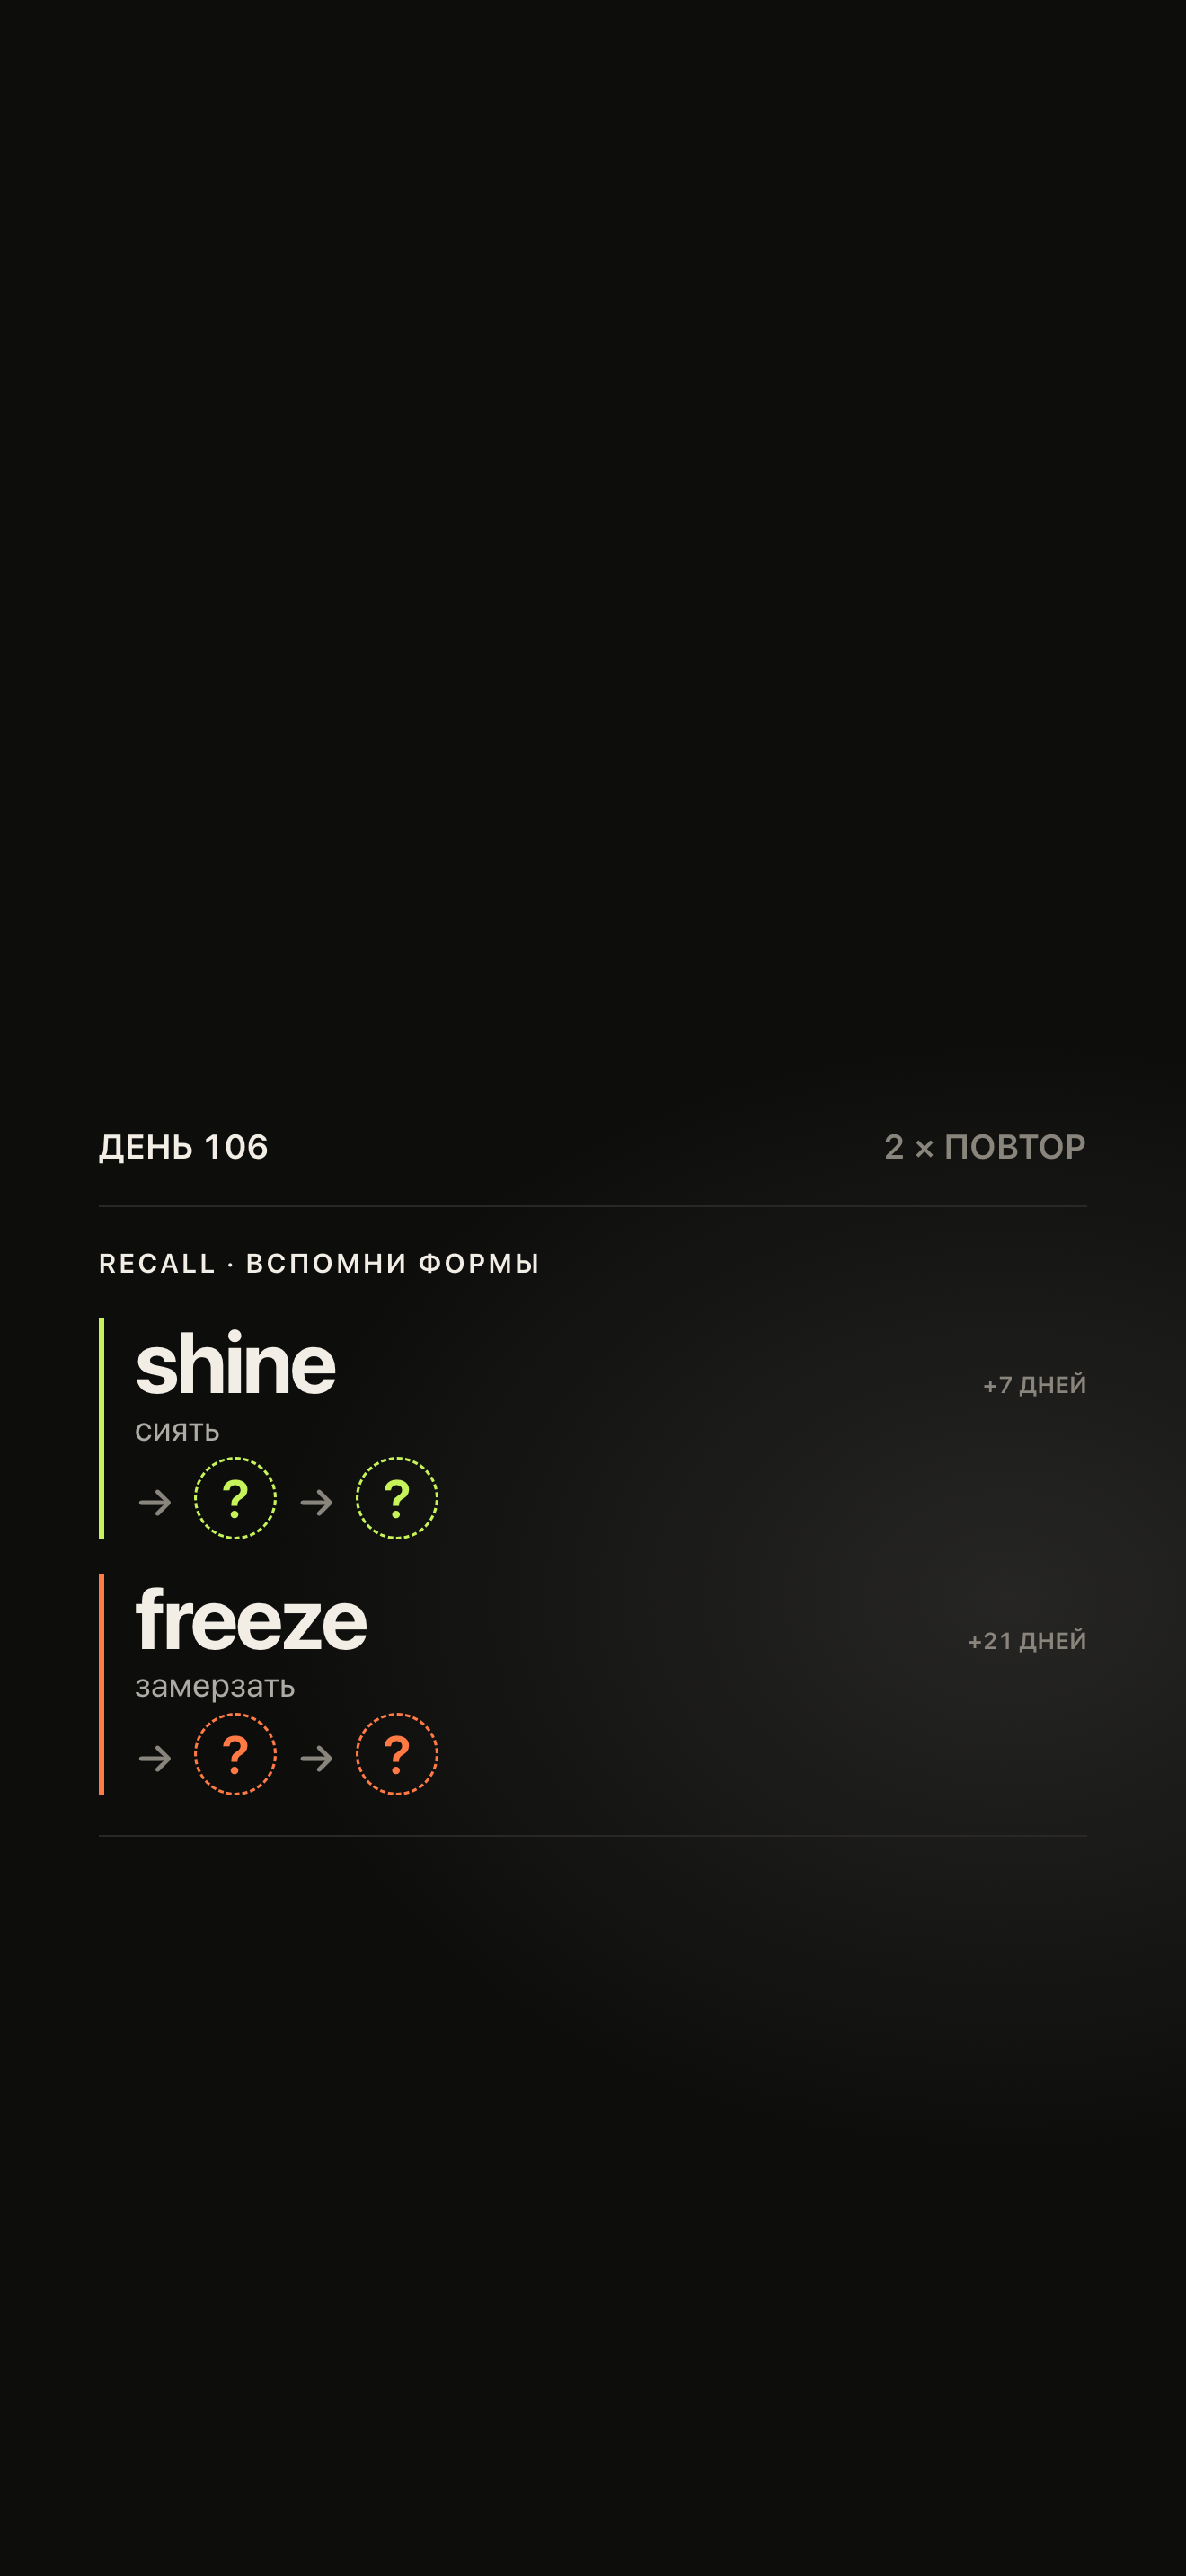 ДЕНЬ 106
2 × ПОВТОР
RECALL · ВСПОМНИ ФОРМЫ
shine
+7 ДНЕЙ
сиять
→ ? → ?
freeze
+21 ДНЕЙ
замерзать
→ ? → ?